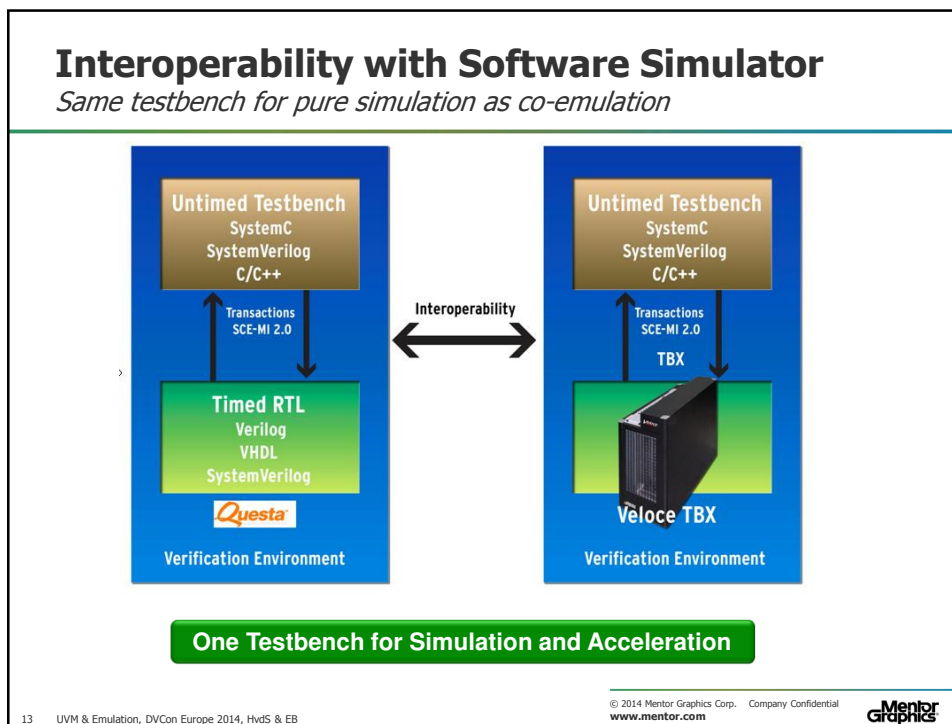 Interoperability with Software Simulator
Same testbench for pure simulation as co-emulation
Untimed Testbench
SystemC
SystemVerilog
C/C++
Transactions
SCE-MI 2.0
Timed RTL
Verilog
VHDL
SystemVerilog
Questa
Verification Environment
Interoperability
Untimed Testbench
SystemC
SystemVerilog
C/C++
Transactions
SCE-MI 2.0
TBX
Veloce TBX
Verification Environment
One Testbench for Simulation and Acceleration
13 UVM & Emulation, DVCon Europe 2014, HvdS & EB
© 2014 Mentor Graphics Corp. Company Confidential
www.mentor.com
Mentor
Graphics